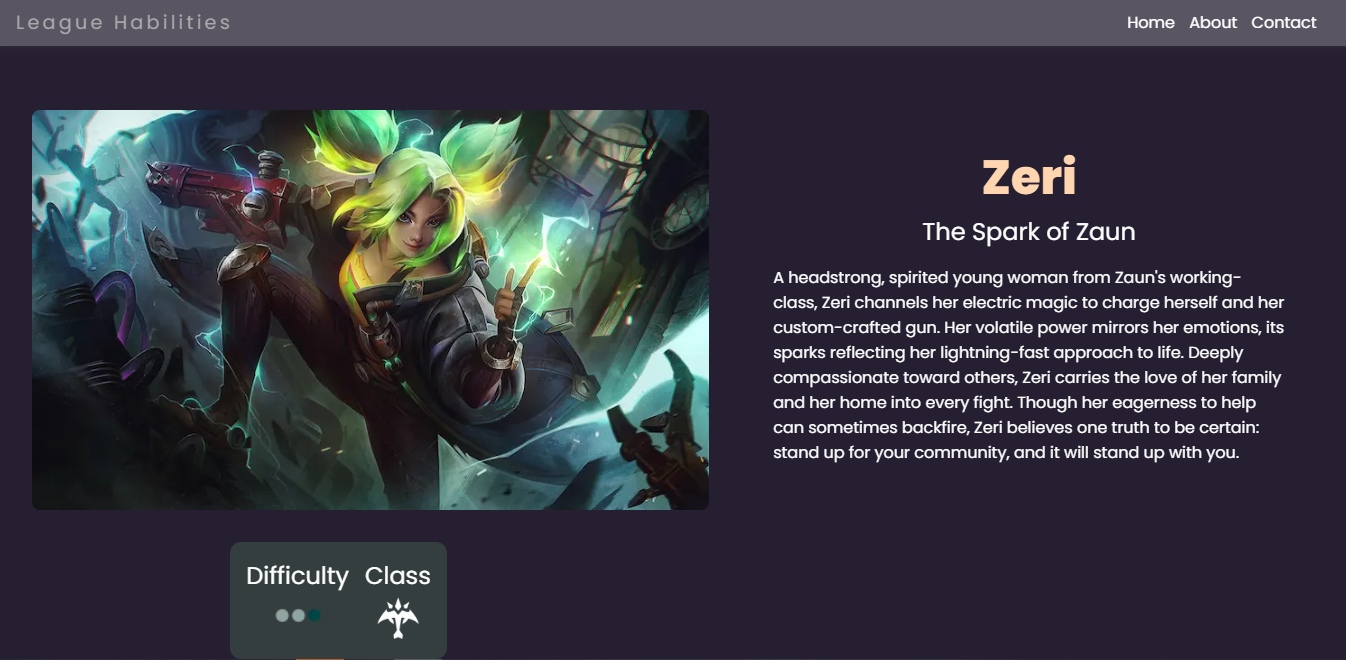 League Habilities
Home About Contact
Zeri
The Spark of Zaun
A headstrong, spirited young woman from Zaun's working-
class, Zeri channels her electric magic to charge herself and her
custom-crafted gun. Her volatile power mirrors her emotions, its
sparks reflecting her lightning-fast approach to life. Deeply
compassionate toward others, Zeri carries the love of her family
and her home into every fight. Though her eagerness to help
can sometimes backfire, Zeri believes one truth to be certain:
stand up for your community, and it will stand up with you.
Difficulty Class